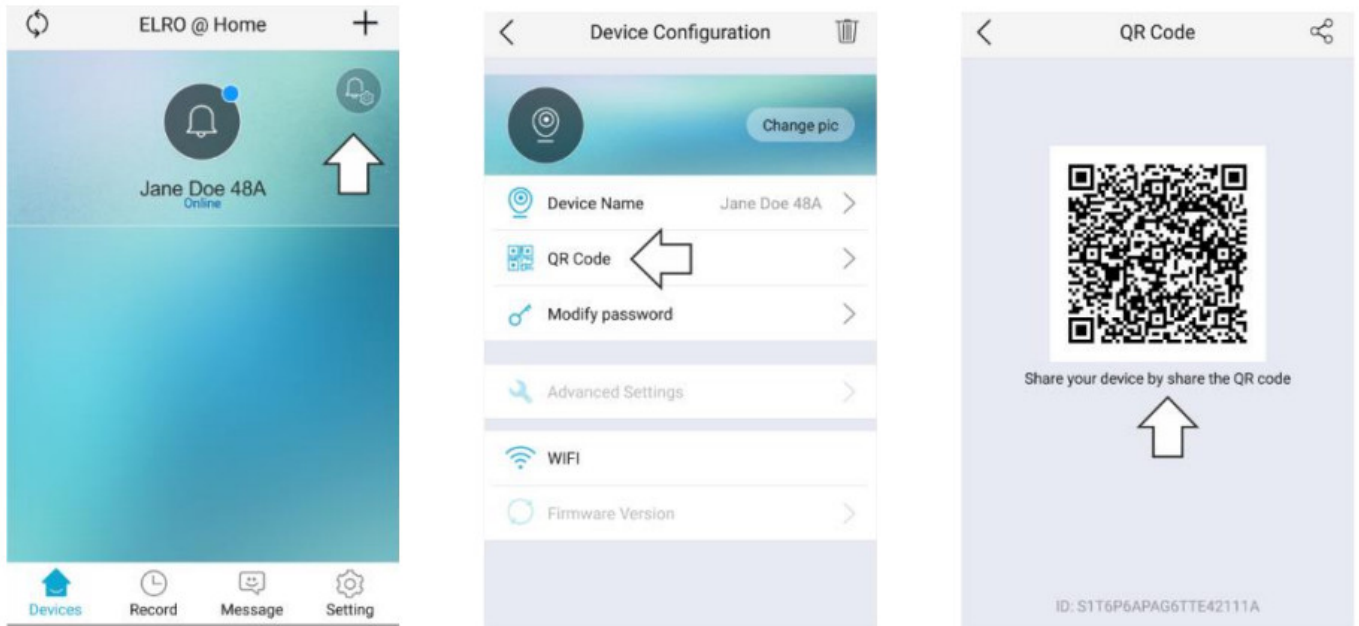 ELRO @ Home
Jane Doe 48A
Online
Devices
Record
Message
Setting
Device Configuration
Change pic
Device Name
Jane Doe 48A
QR Code
Modify password
Advanced Settings
WIFI
Firmware Version
QR Code
Share your device by share the QR code
ID: S1T6P6APAG6TTE42111A